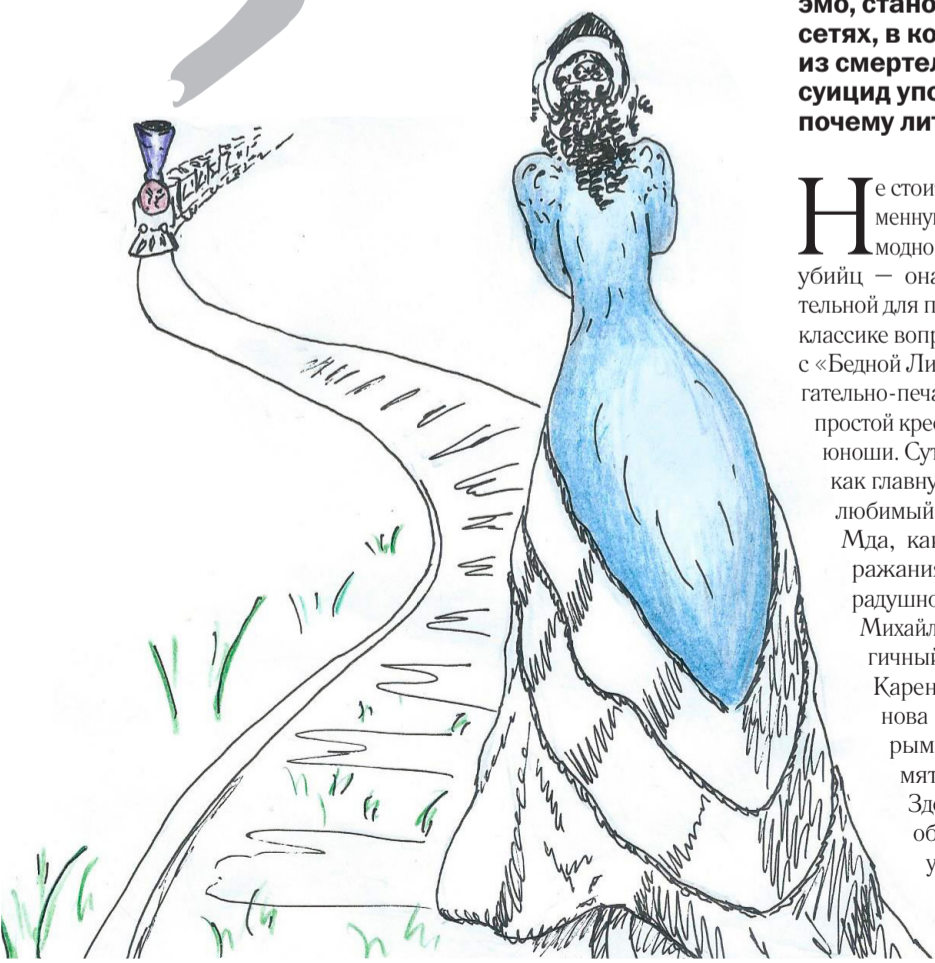 эмо, стано
сетях, в ко
из смертел
суицид упо
почему лит
Не стои
менну
модно
убийц — она
тельной для п
классике вопр
с «Бедной Ли
гательно-печа
простой крес
юноши. Сут
как главну
любимый
Мда, как
ражания
радушно
Михайл
гичный
Карен
нова
рым
мят
Зд
об
у